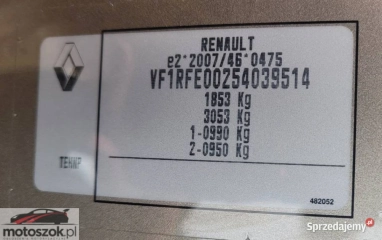 RENAULT
e2*2007/46*0475
VF1RFE00254039514
1853 Kg
3053 Kg
1-0990 Kg
2-0950 Kg
TEHNP
482052
motoszok.pl
Sprzedajemy